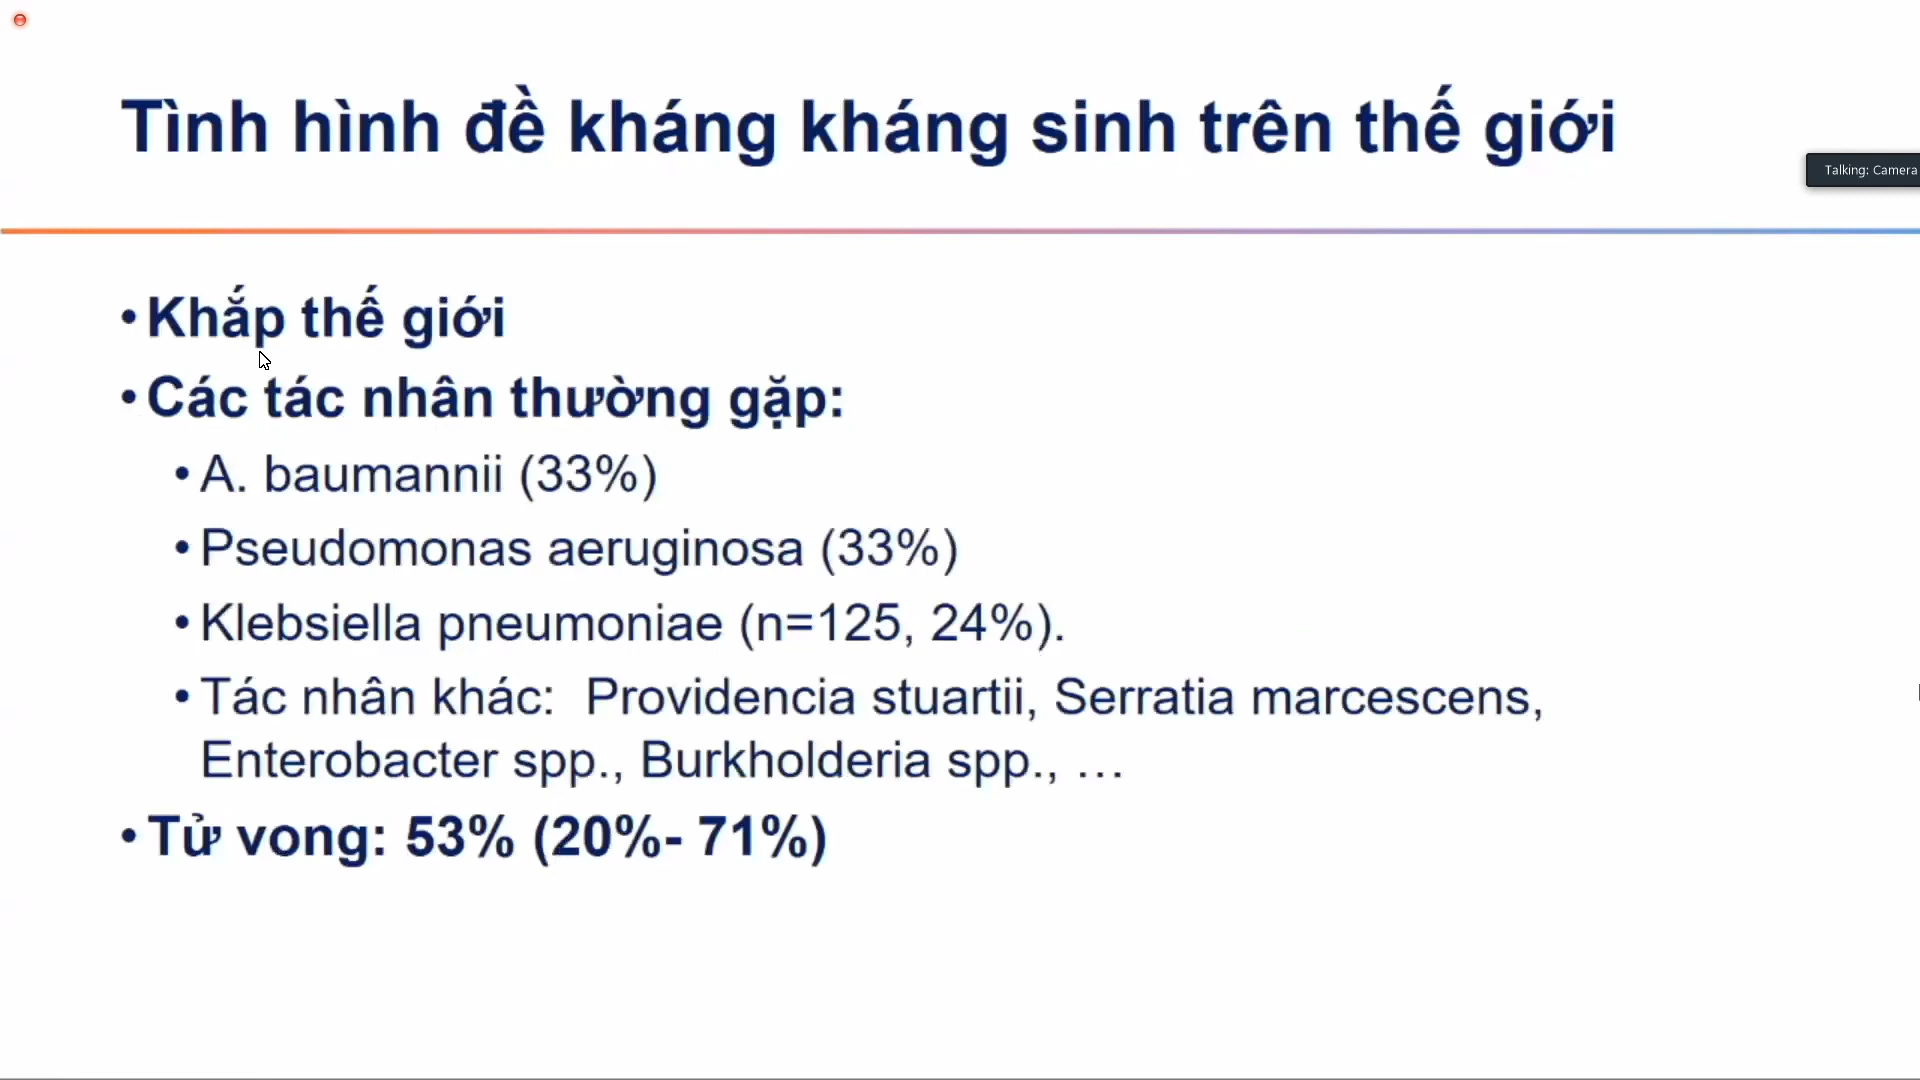 Tình hình đề kháng kháng sinh trên thế giới
Talking: Camera
• Khắp thế giới
• Các tác nhân thường gặp:
• A. baumannii (33%)
• Pseudomonas aeruginosa (33%)
• Klebsiella pneumoniae (n=125, 24%).
• Tác nhân khác:  Providencia stuartii, Serratia marcescens,
Enterobacter spp., Burkholderia spp., …
• Tử vong: 53% (20%- 71%)